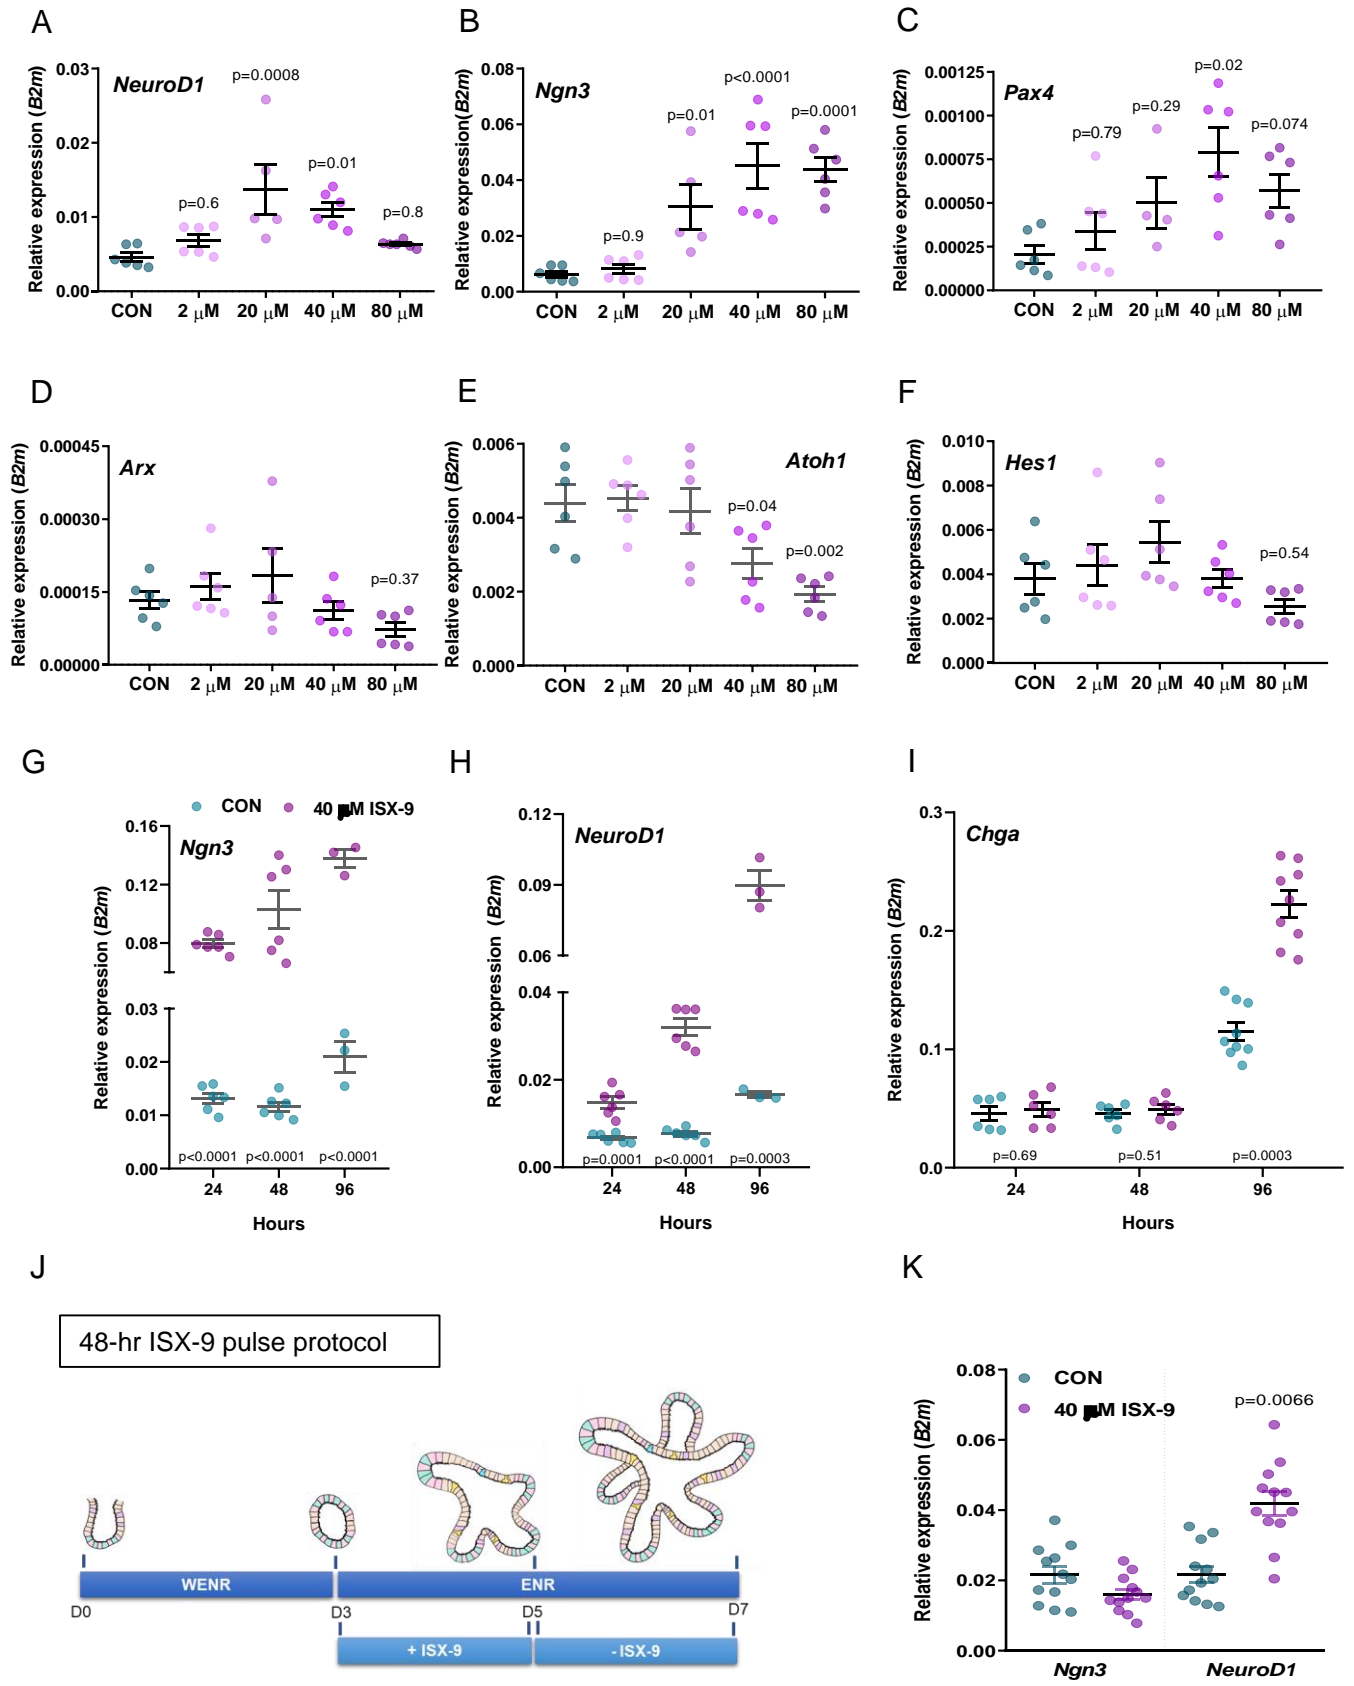 A
B
C
Relative expression (B2m)
NeuroD1
0.03
0.02
0.01
0.00
p=0.6
p=0.0008
p=0.01
p=0.8
CON 2 μM 20 μM 40 μM 80 μM
Relative expression(B2m)
Ngn3
0.08
0.06
0.04
0.02
0.00
p=0.9
p=0.01
p<0.0001
p=0.0001
CON 2 μM 20 μM 40 μM 80 μM
Relative expression (B2m)
Pax4
0.00125
0.00100
0.00075
0.00050
0.00025
0.00000
p=0.79
p=0.29
p=0.02
p=0.074
CON 2 μM 20 μM 40 μM 80 μM
D
E
F
Relative expression (B2m)
Arx
0.00045
0.00030
0.00015
0.00000
p=0.37
CON 2 μM 20 μM 40 μM 80 μM
Relative expression (B2m)
Atoh1
0.006
0.004
0.002
0.000
p=0.04
p=0.002
CON 2 μM 20 μM 40 μM 80 μM
Relative expression (B2m)
Hes1
0.010
0.008
0.006
0.004
0.002
0.000
p=0.54
CON 2 μM 20 μM 40 μM 80 μM
G
H
I
CON 40 M ISX-9
Relative expression (B2m)
Ngn3
0.16
0.12
0.08
0.03
0.02
0.01
0.00
p<0.0001 p<0.0001 p<0.0001
24 48 96
Hours
Relative expression (B2m)
NeuroD1
0.12
0.09
0.06
0.04
0.02
0.00
p=0.0001 p<0.0001 p=0.0003
24 48 96
Hours
Relative expression (B2m)
Chga
0.3
0.2
0.1
0.0
p=0.69 p=0.51 p=0.0003
24 48 96
Hours
J
K
48-hr ISX-9 pulse protocol
WENR ENR
D0 D3 D5 D7
+ ISX-9 - ISX-9
Relative expression (B2m)
0.08
0.06
0.04
0.02
0.00
CON
40 M ISX-9
p=0.0066
Ngn3 NeuroD1